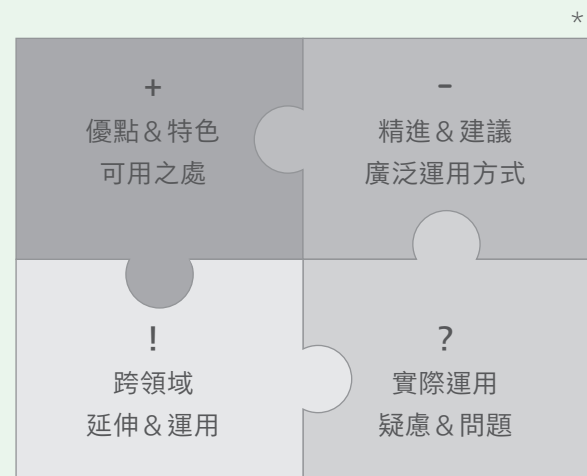 *
+
優點＆特色
可用之處
-
精進＆建議
廣泛運用方式
!
跨領域
延伸＆運用
?
實際運用
疑慮＆問題